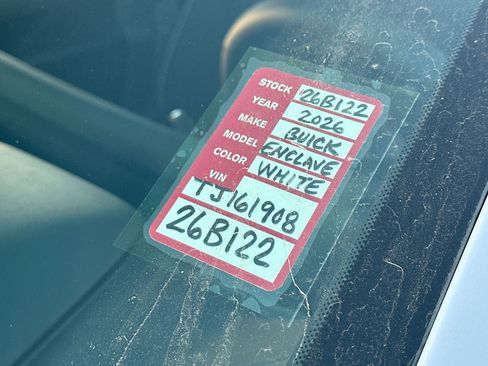 STOCK 26B122
YEAR 2026
MAKE BUICK
MODEL ENCLAVE
COLOR WHITE
VIN
TJ161908
26B122